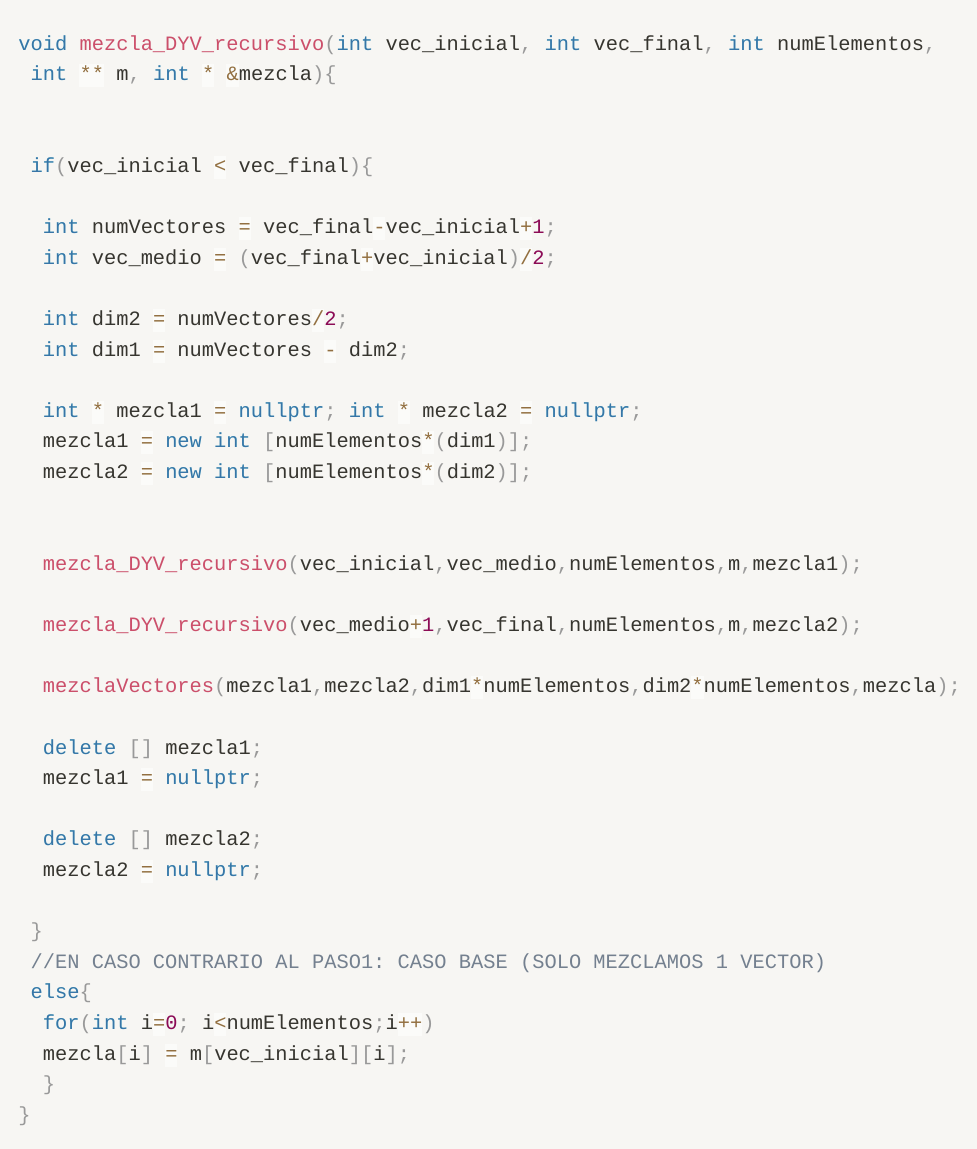 void mezcla_DYV_recursivo(int vec_inicial, int vec_final, int numElementos,
int ** m, int * &mezcla){
if(vec_inicial < vec_final){
int numVectores = vec_final-vec_inicial+1;
int vec_medio = (vec_final+vec_inicial)/2;
int dim2 = numVectores/2;
int dim1 = numVectores - dim2;
int * mezcla1 = nullptr; int * mezcla2 = nullptr;
mezcla1 = new int [numElementos*(dim1)];
mezcla2 = new int [numElementos*(dim2)];
mezcla_DYV_recursivo(vec_inicial,vec_medio,numElementos,m,mezcla1);
mezcla_DYV_recursivo(vec_medio+1,vec_final,numElementos,m,mezcla2);
mezclaVectores(mezcla1,mezcla2,dim1*numElementos,dim2*numElementos,mezcla);
delete [] mezcla1;
mezcla1 = nullptr;
delete [] mezcla2;
mezcla2 = nullptr;
}
//EN CASO CONTRARIO AL PASO1: CASO BASE (SOLO MEZCLAMOS 1 VECTOR)
else{
for(int i=0; i<numElementos;i++)
mezcla[i] = m[vec_inicial][i];
}
}